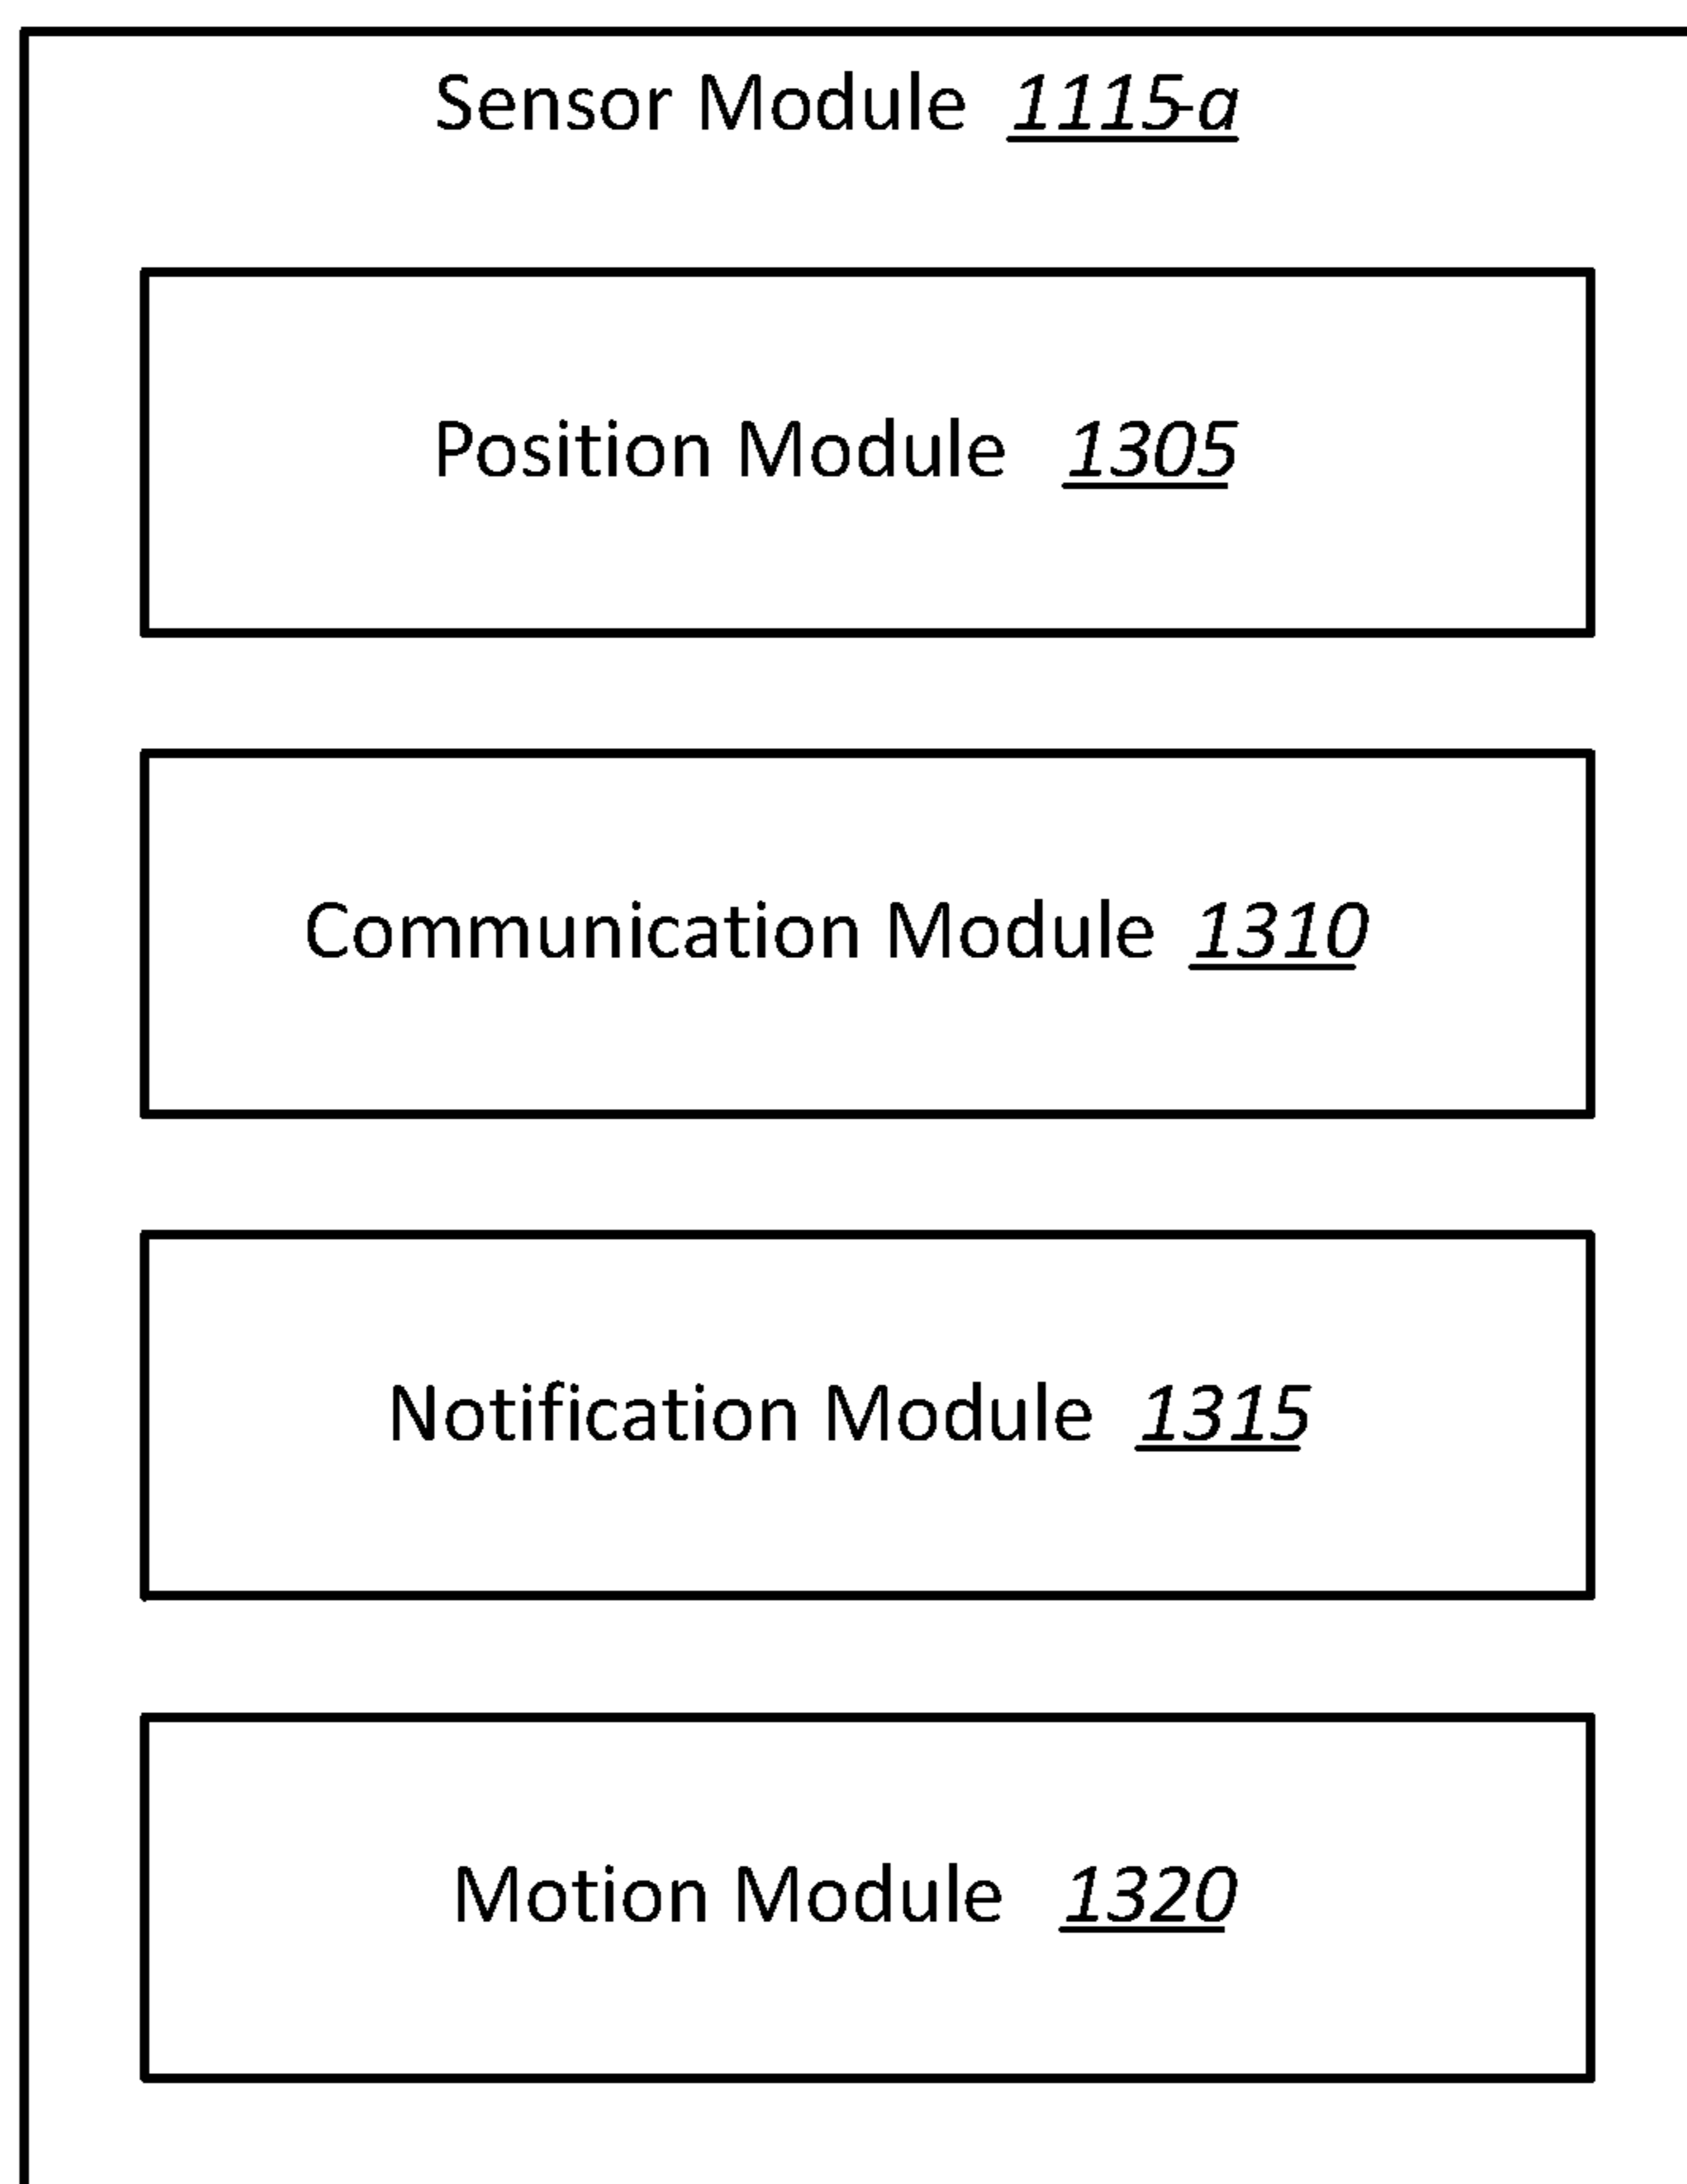 Sensor Module 1115-a
Position Module 1305
Communication Module 1310
Notification Module 1315
Motion Module 1320